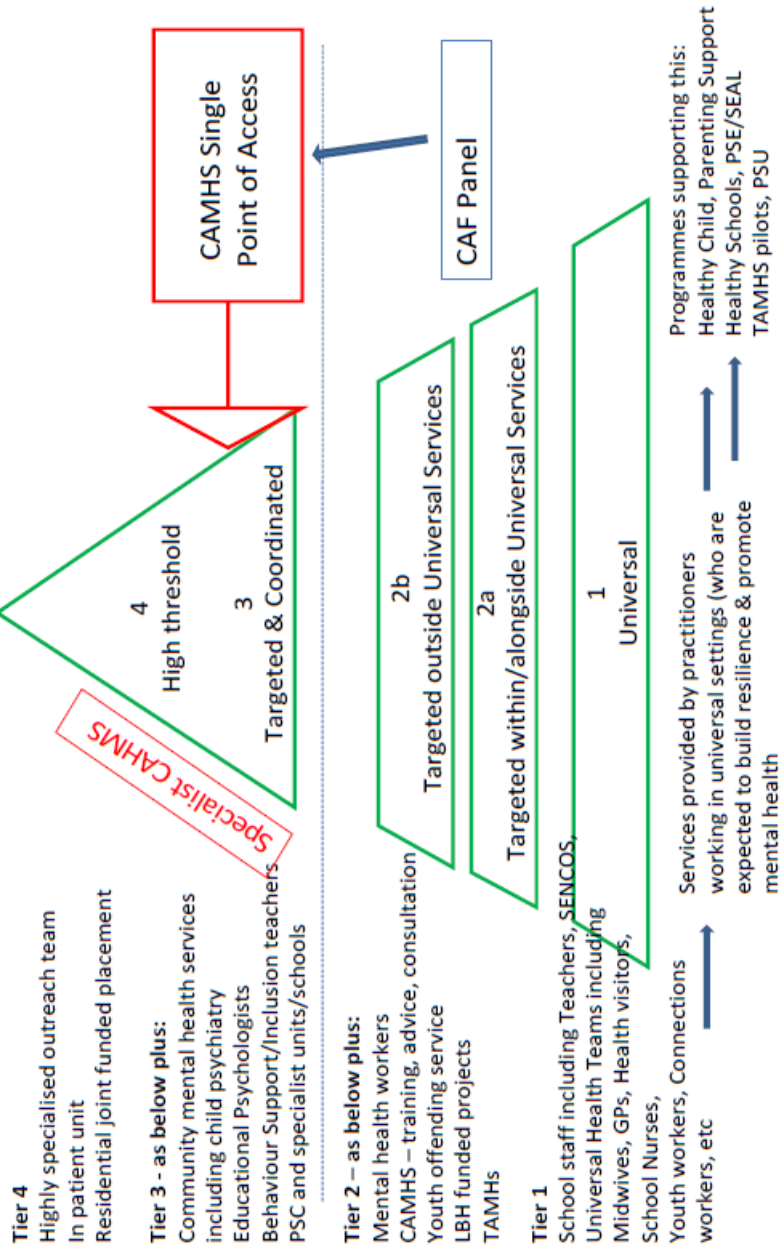 Tier 4
Highly specialised outreach team
In patient unit
Residential joint funded placement
Tier 3 - as below plus:
Community mental health services
including child psychiatry
Educational Psychologists
Behaviour Support/Inclusion teachers
PSC and specialist units/schools
Tier 2 – as below plus:
Mental health workers
CAMHS – training, advice, consultation
Youth offending service
LBH funded projects
TAMHs
Tier 1
School staff including Teachers, SENCOS,
Universal Health Teams including
Midwives, GPs, Health visitors,
School Nurses,
Youth workers, Connections
workers, etc
Specialist CAHMS
4
High threshold
3
Targeted & Coordinated
2b
Targeted outside Universal Services
2a
Targeted within/alongside Universal Services
1
Universal
CAMHS Single
Point of Access
CAF Panel
Services provided by practitioners
working in universal settings (who are
expected to build resilience & promote
mental health
Programmes supporting this:
Healthy Child, Parenting Support
Healthy Schools, PSE/SEAL
TAMHS pilots, PSU